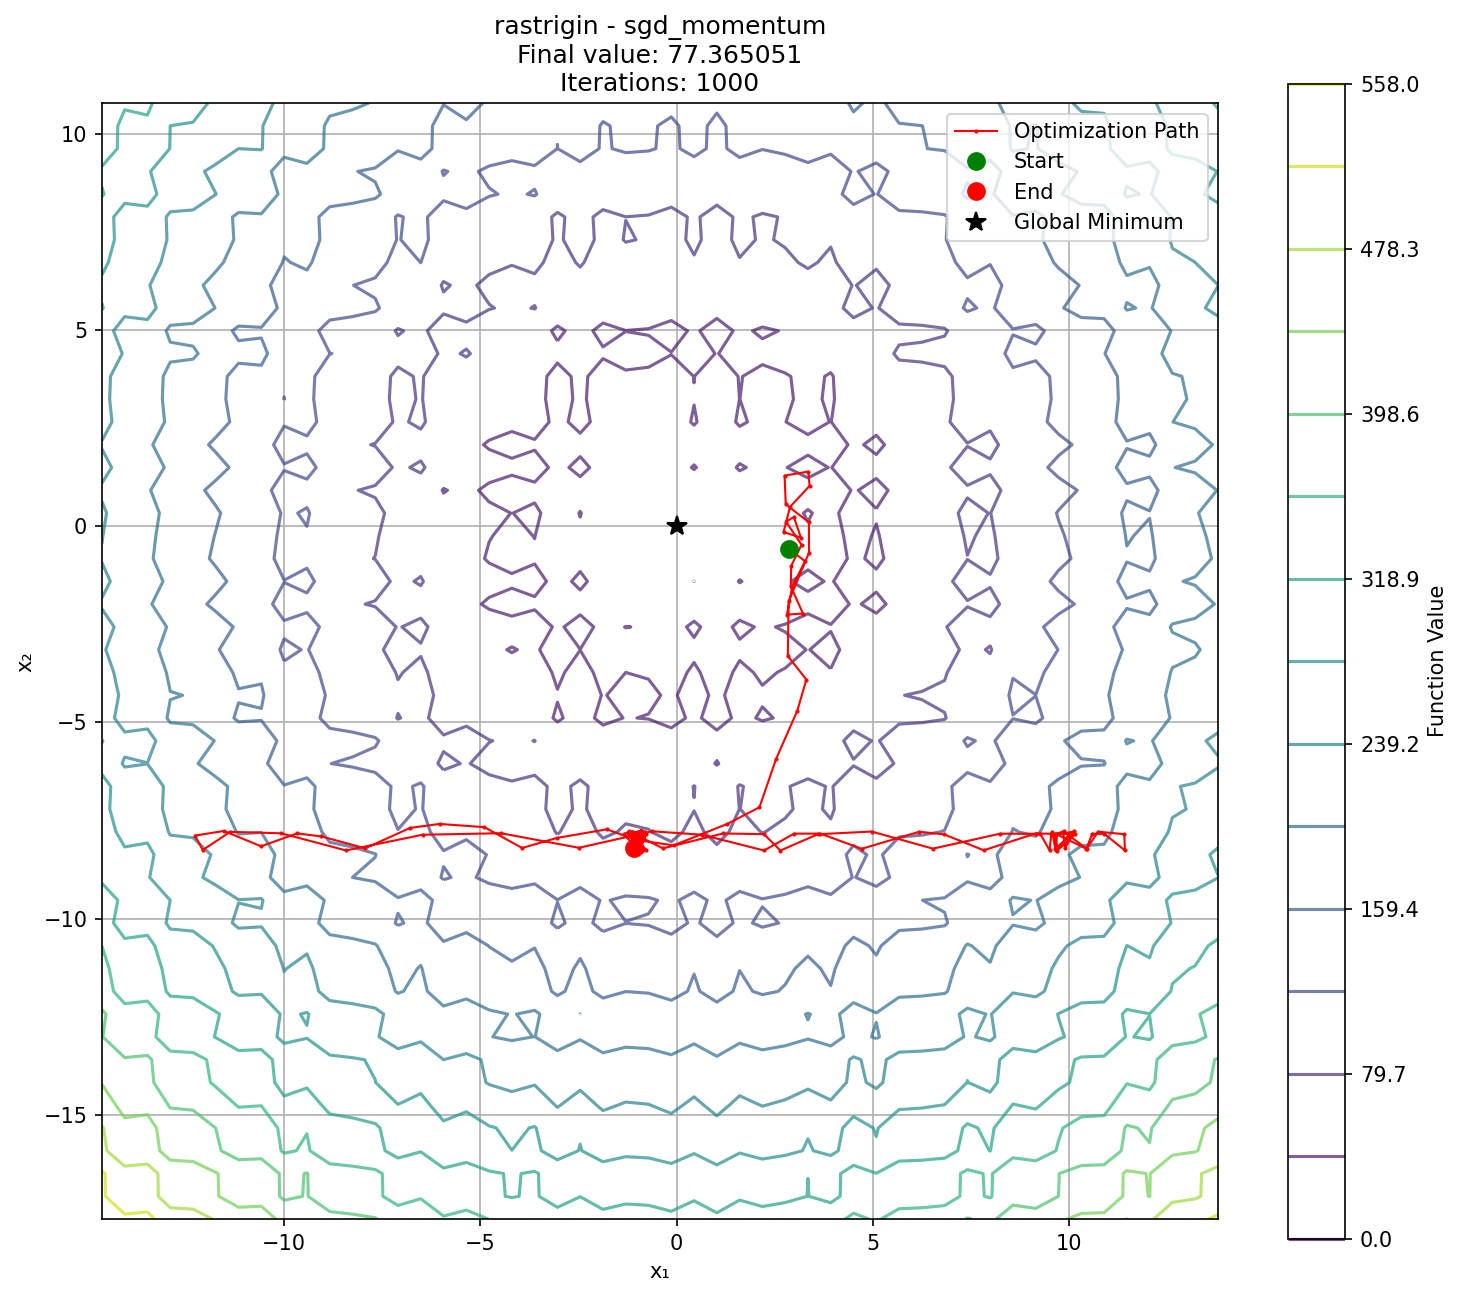 rastrigin - sgd_momentum
Final value: 77.365051
Iterations: 1000
Optimization Path
Start
End
Global Minimum
10
5
0
−5
−10
−15
x₂
−10
−5
0
5
10
x₁
558.0
478.3
398.6
318.9
239.2
159.4
79.7
0.0
Function Value